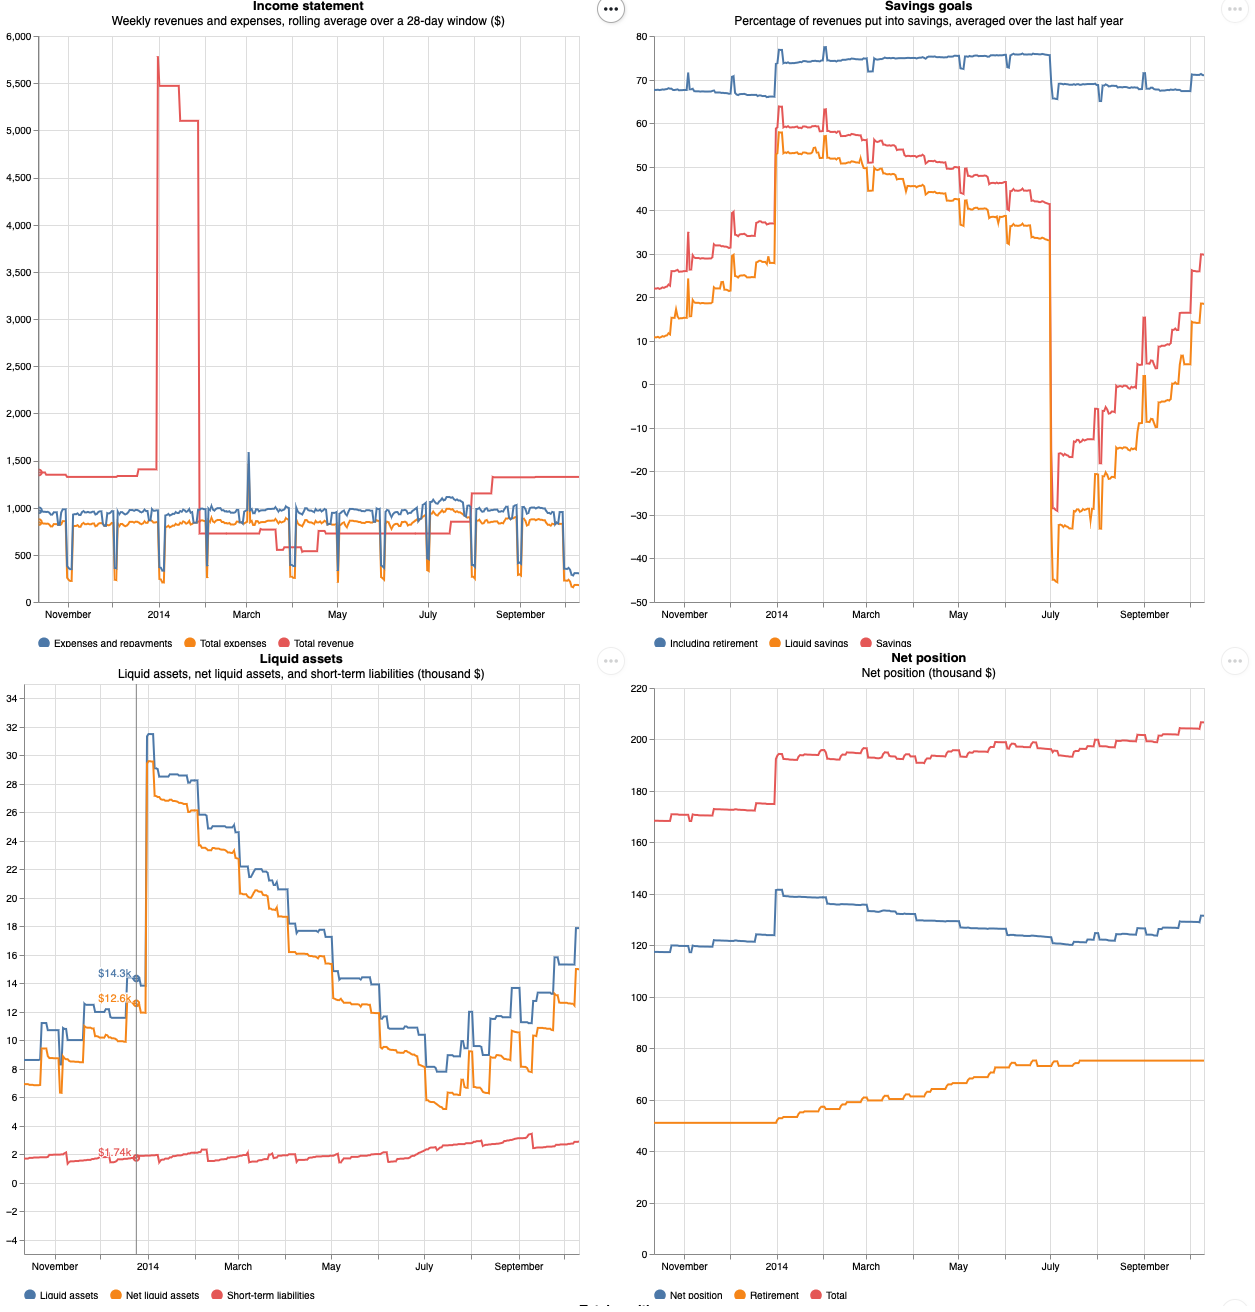 Income statement
Weekly revenues and expenses, rolling average over a 28-day window ($)
6,000
5,500
5,000
4,500
4,000
3,500
3,000
2,500
2,000
1,500
1,000
500
0
November
2014
March
May
July
September
Expenses and repayments
Total expenses
Total revenue
Savings goals
Percentage of revenues put into savings, averaged over the last half year
80
70
60
50
40
30
20
10
0
−10
−20
−30
−40
−50
November
2014
March
May
July
September
Including retirement
Liquid savings
Savings
Liquid assets
Liquid assets, net liquid assets, and short-term liabilities (thousand $)
34
32
30
28
26
24
22
20
18
16
14
12
10
8
6
4
2
0
−2
−4
$14.3k
$12.6k
$1.74k
November
2014
March
May
July
September
Liquid assets
Net liquid assets
Short-term liabilities
Net position
Net position (thousand $)
220
200
180
160
140
120
100
80
60
40
20
0
November
2014
March
May
July
September
Net position
Retirement
Total